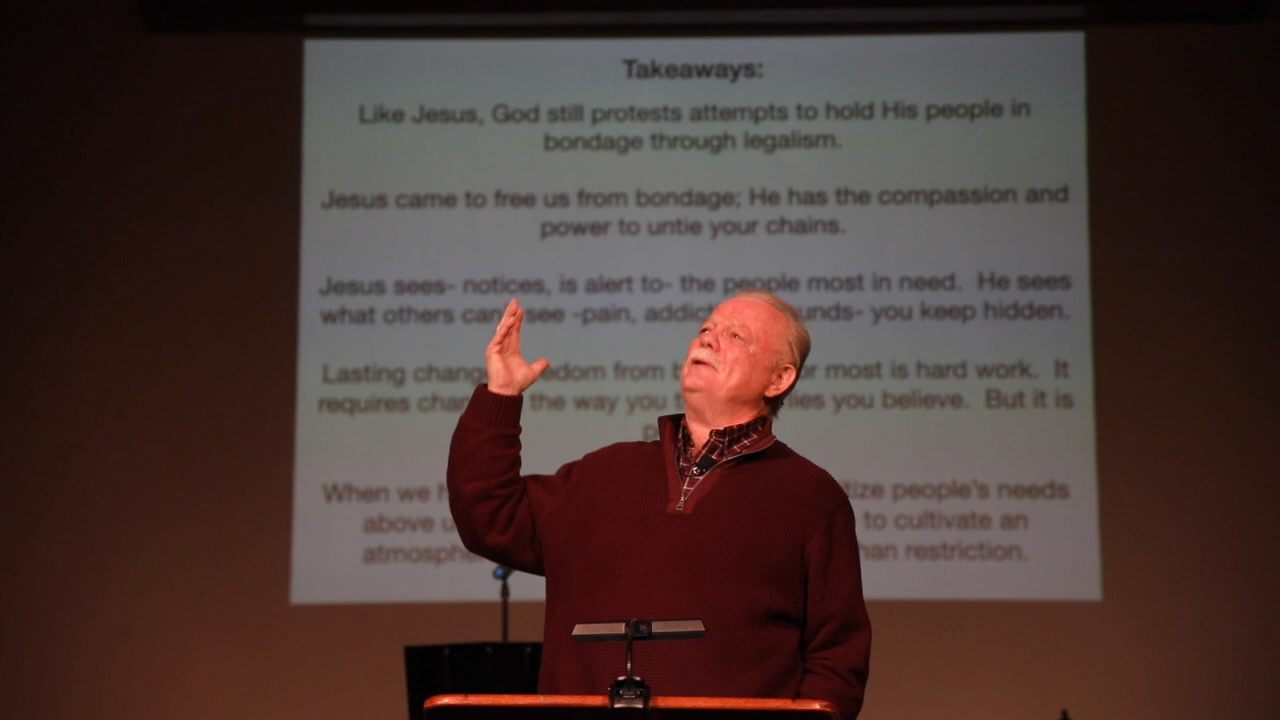 Takeaways:
Like Jesus, God still protests attempts to hold His people in
bondage through legalism.
Jesus came to free us from bondage; He has the compassion and
power to untie your chains.
Jesus sees- notices, is alert to- the people most in need. He sees
what others can see -pain, addict unds- you keep hidden.
Lasting chang edom from b or most is hard work. It
requires cha the way you lies you believe. But it is
p
When we h tize people's needs
above u to cultivate an
atmosphe han restriction.